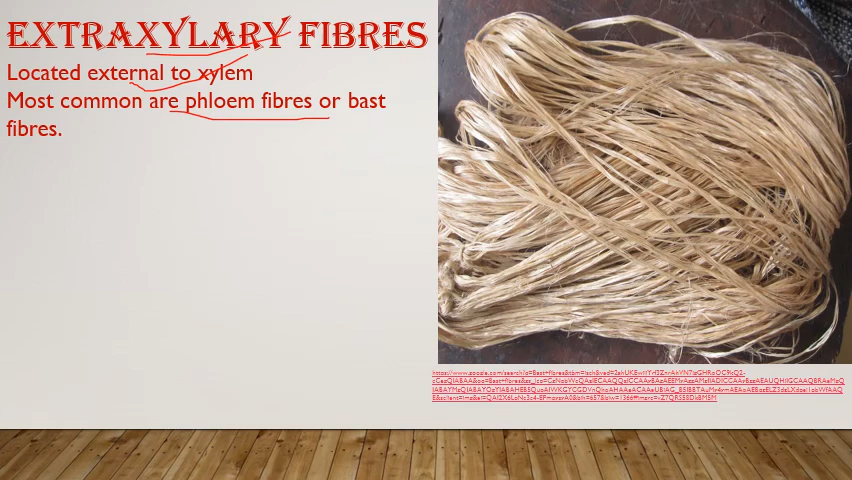 EXTRAXYLARY FIBRES
Located external to xylem
Most common are phloem fibres or bast
fibres.